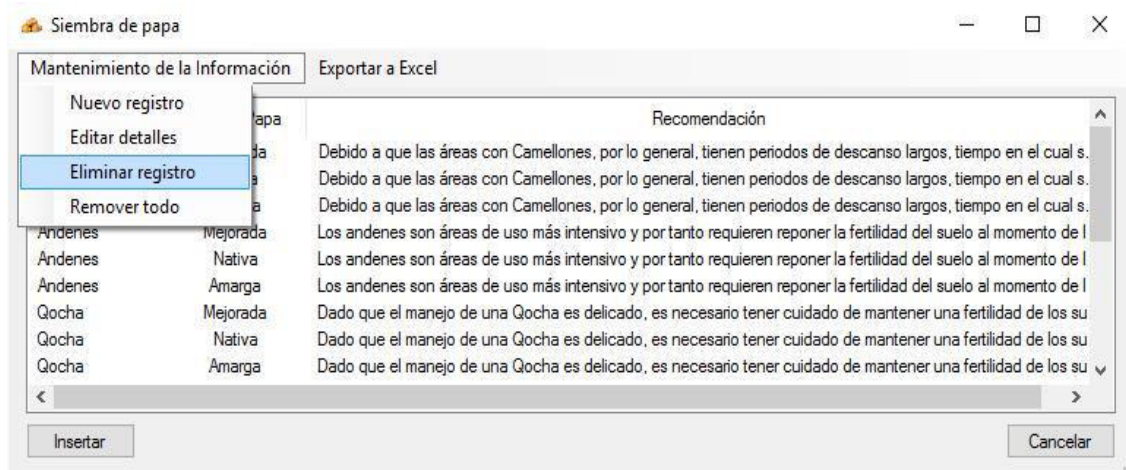 Siembra de papa
Mantenimiento de la Información Exportar a Excel
Nuevo registro
Editar detalles
Eliminar registro
Remover todo
Recomendación
Debido a que las áreas con Camellones, por lo general, tienen periodos de descanso largos, tiempo en el cual s.
Debido a que las áreas con Camellones, por lo general, tienen periodos de descanso largos, tiempo en el cual s.
Debido a que las áreas con Camellones, por lo general, tienen periodos de descanso largos, tiempo en el cual s.
Andenes Mejorada Los andenes son áreas de uso más intensivo y por tanto requieren reponer la fertilidad del suelo al momento de l
Andenes Nativa Los andenes son áreas de uso más intensivo y por tanto requieren reponer la fertilidad del suelo al momento de l
Andenes Amarga Los andenes son áreas de uso más intensivo y por tanto requieren reponer la fertilidad del suelo al momento de l
Qocha Mejorada Dado que el manejo de una Qocha es delicado, es necesario tener cuidado de mantener una fertilidad de los su
Qocha Nativa Dado que el manejo de una Qocha es delicado, es necesario tener cuidado de mantener una fertilidad de los su
Qocha Amarga Dado que el manejo de una Qocha es delicado, es necesario tener cuidado de mantener una fertilidad de los su
Insertar Cancelar